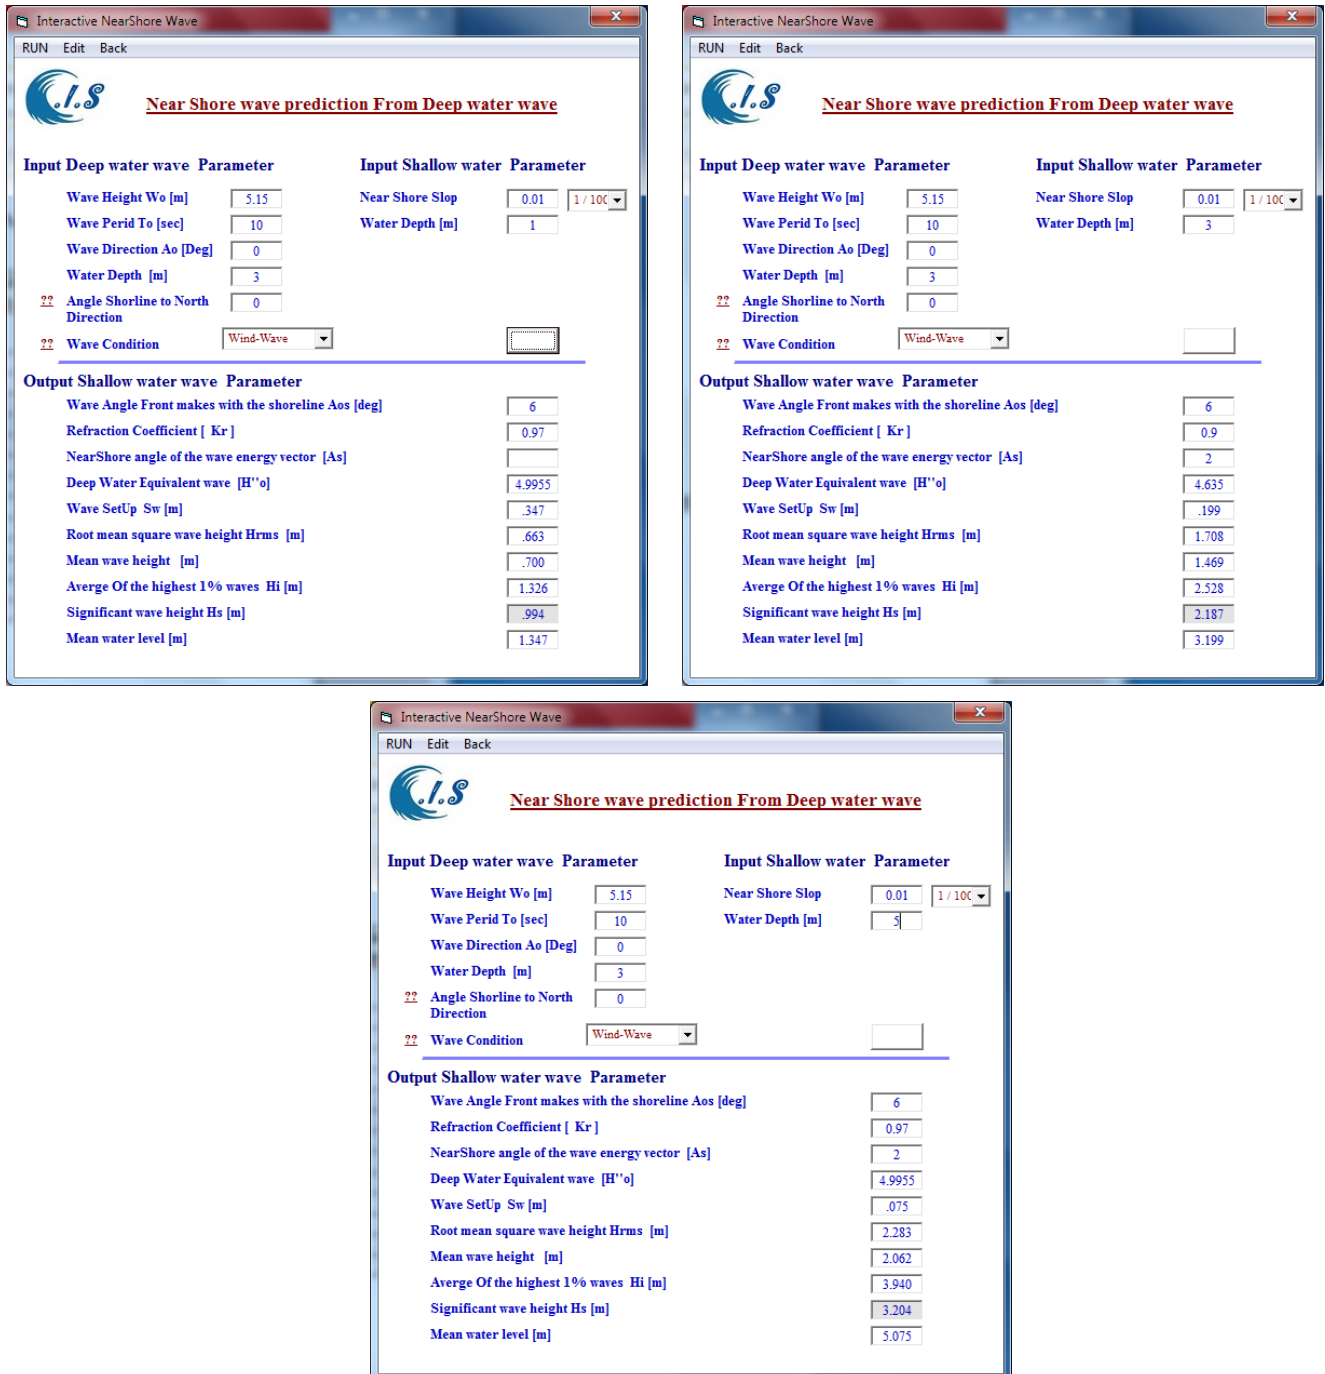 Interactive NearShore Wave
RUN Edit Back
C.I.S
Near Shore wave prediction From Deep water wave
Input Deep water wave Parameter Input Shallow water Parameter
Wave Height Wo [m] 5.15 Near Shore Slop 0.01 1 / 100
Wave Perid To [sec] 10 Water Depth [m] 1
Wave Direction Ao [Deg] 0
Water Depth [m] 3
?? Angle Shorline to North 0
Direction
?? Wave Condition Wind-Wave
Output Shallow water wave Parameter
Wave Angle Front makes with the shoreline Aos [deg] 6
Refraction Coefficient [ Kr ] 0.97
NearShore angle of the wave energy vector [As]
Deep Water Equivalent wave [H''o] 4.9955
Wave SetUp Sw [m] .347
Root mean square wave height Hrms [m] .663
Mean wave height [m] .700
Averge Of the highest 1% waves Hi [m] 1.326
Significant wave height Hs [m] .994
Mean water level [m] 1.347
Interactive NearShore Wave
RUN Edit Back
C.I.S
Near Shore wave prediction From Deep water wave
Input Deep water wave Parameter Input Shallow water Parameter
Wave Height Wo [m] 5.15 Near Shore Slop 0.01 1 / 100
Wave Perid To [sec] 10 Water Depth [m] 3
Wave Direction Ao [Deg] 0
Water Depth [m] 3
?? Angle Shorline to North 0
Direction
?? Wave Condition Wind-Wave
Output Shallow water wave Parameter
Wave Angle Front makes with the shoreline Aos [deg] 6
Refraction Coefficient [ Kr ] 0.9
NearShore angle of the wave energy vector [As] 2
Deep Water Equivalent wave [H''o] 4.635
Wave SetUp Sw [m] .199
Root mean square wave height Hrms [m] 1.708
Mean wave height [m] 1.469
Averge Of the highest 1% waves Hi [m] 2.528
Significant wave height Hs [m] 2.187
Mean water level [m] 3.199
Interactive NearShore Wave
RUN Edit Back
C.I.S
Near Shore wave prediction From Deep water wave
Input Deep water wave Parameter Input Shallow water Parameter
Wave Height Wo [m] 5.15 Near Shore Slop 0.01 1 / 100
Wave Perid To [sec] 10 Water Depth [m] 5
Wave Direction Ao [Deg] 0
Water Depth [m] 3
?? Angle Shorline to North 0
Direction
?? Wave Condition Wind-Wave
Output Shallow water wave Parameter
Wave Angle Front makes with the shoreline Aos [deg] 6
Refraction Coefficient [ Kr ] 0.97
NearShore angle of the wave energy vector [As] 2
Deep Water Equivalent wave [H''o] 4.9955
Wave SetUp Sw [m] .075
Root mean square wave height Hrms [m] 2.283
Mean wave height [m] 2.062
Averge Of the highest 1% waves Hi [m] 3.940
Significant wave height Hs [m] 3.204
Mean water level [m] 5.075